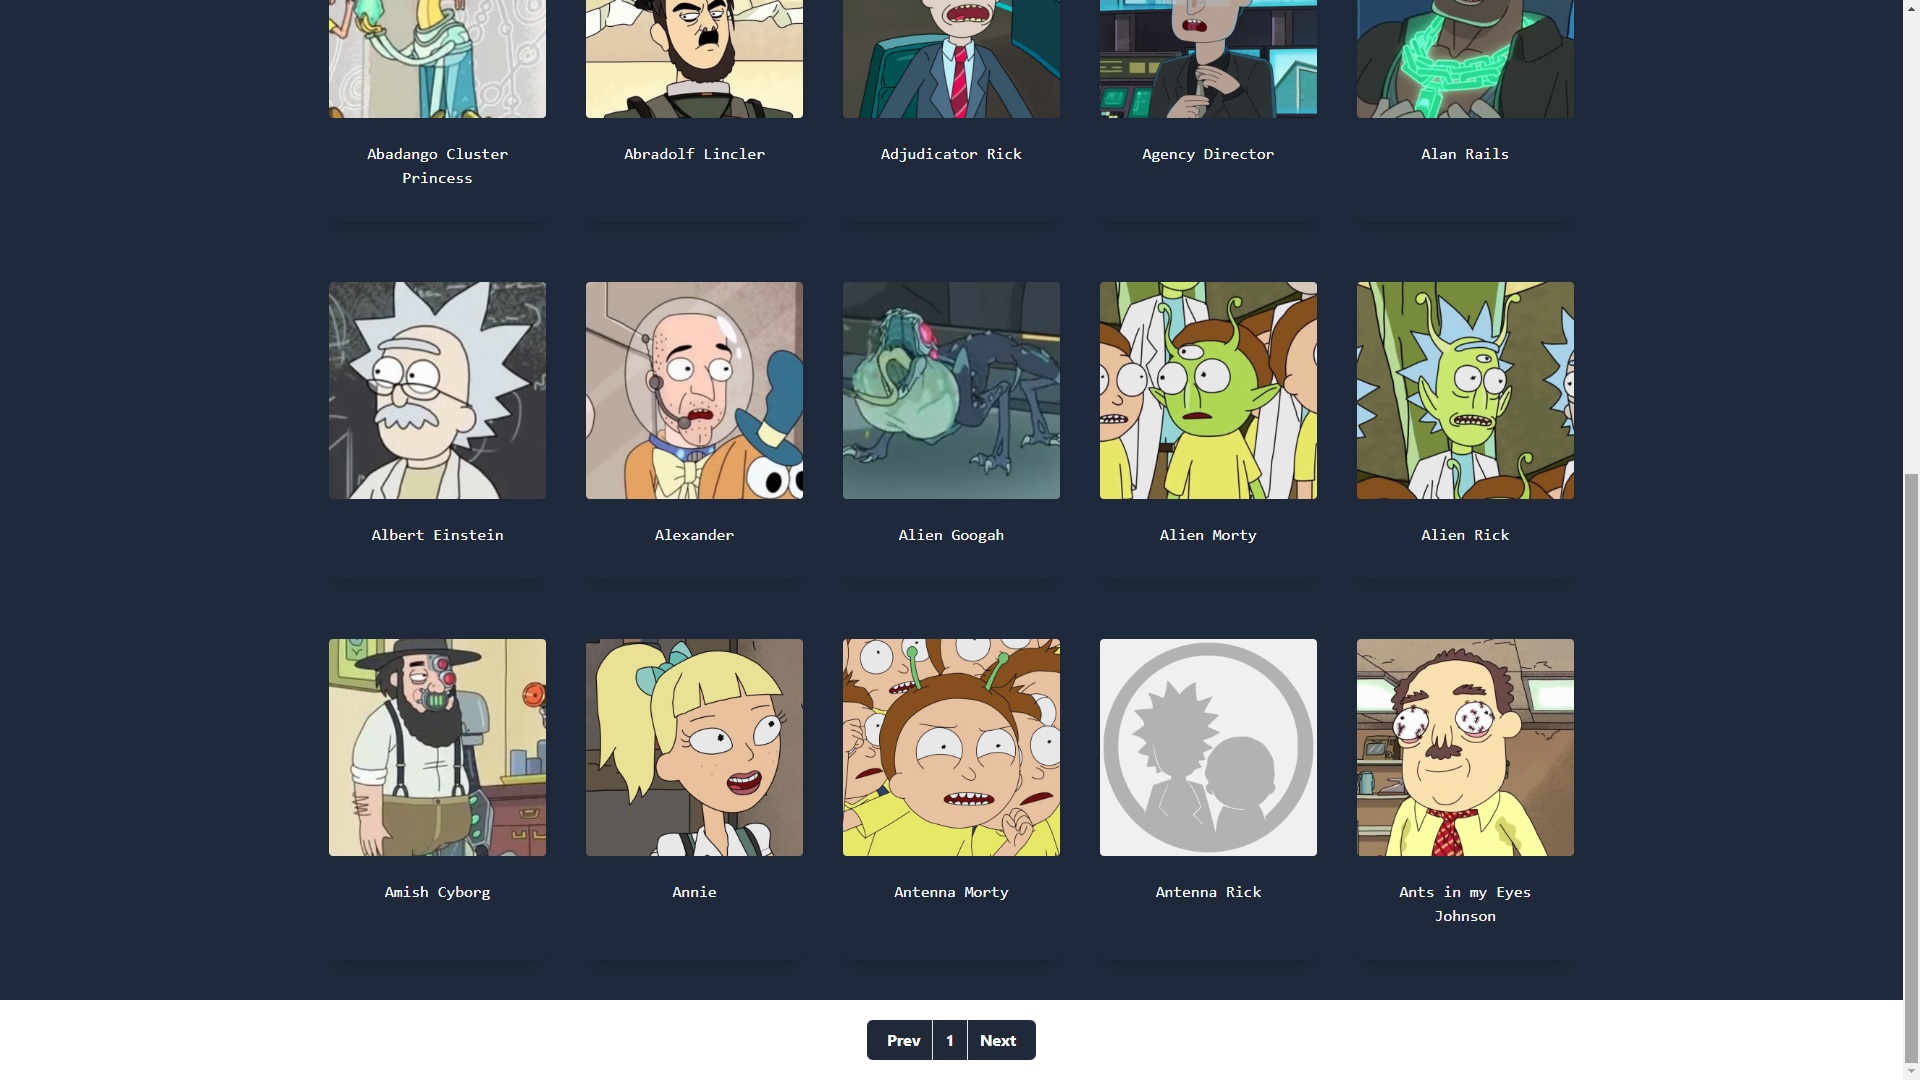 Abadango Cluster
Princess
Abradolf Lincler
Adjudicator Rick
Agency Director
Alan Rails
Albert Einstein
Alexander
Alien Googah
Alien Morty
Alien Rick
Amish Cyborg
Annie
Antenna Morty
Antenna Rick
Ants in my Eyes
Johnson
Prev 1 Next